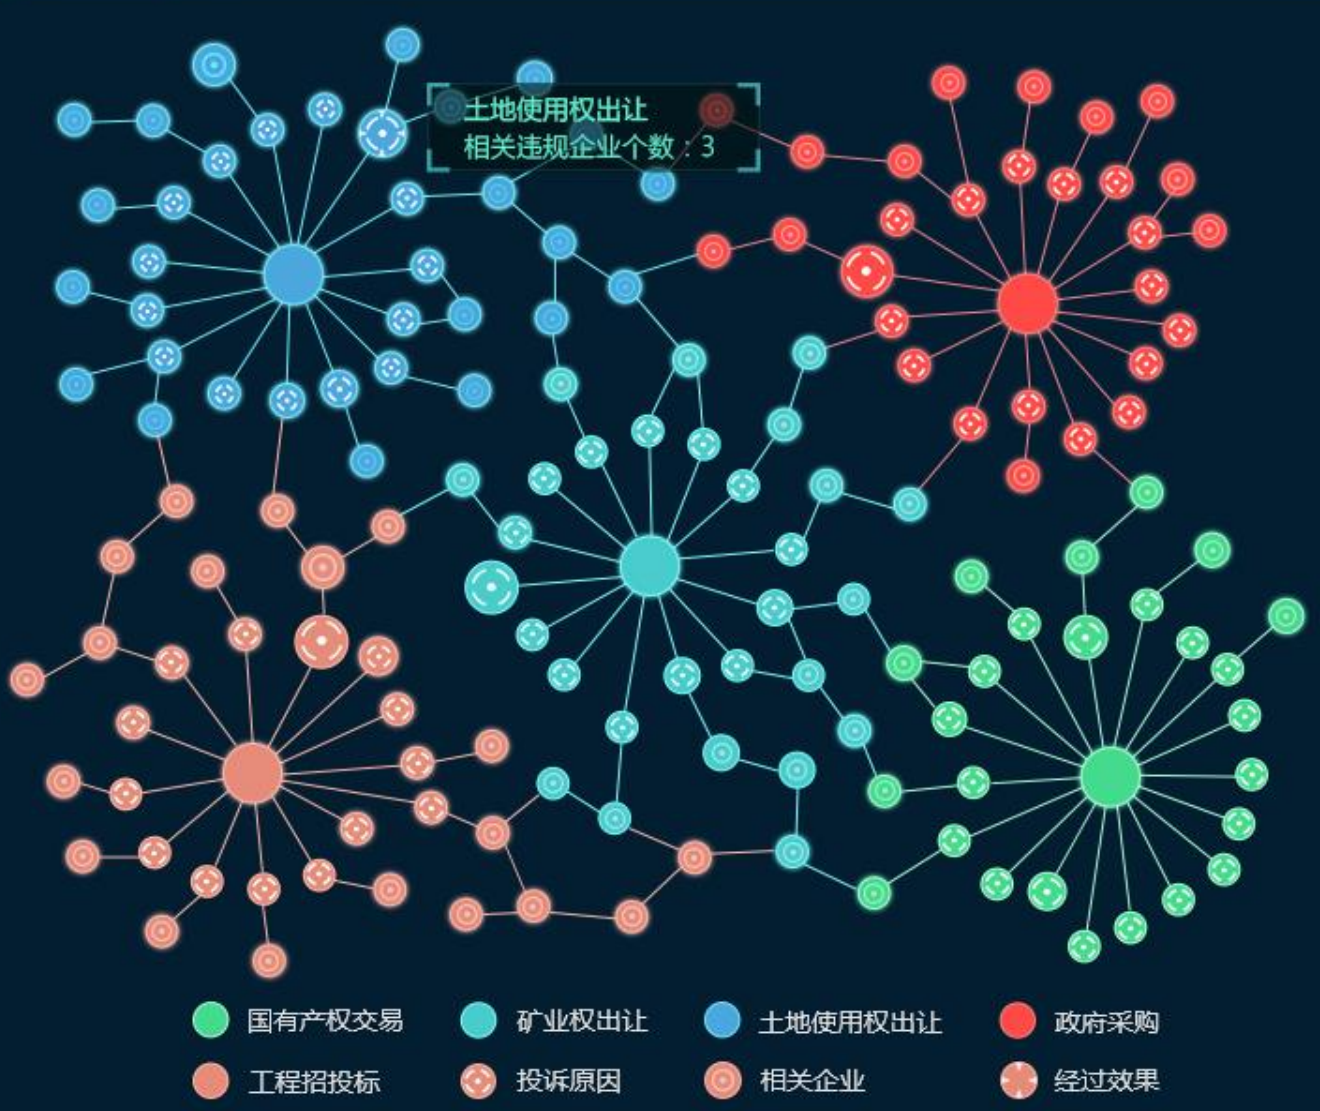 土地使用权出让
相关违规企业个数：3
国有产权交易
矿业权出让
土地使用权出让
政府采购
工程招投标
投诉原因
相关企业
经过效果